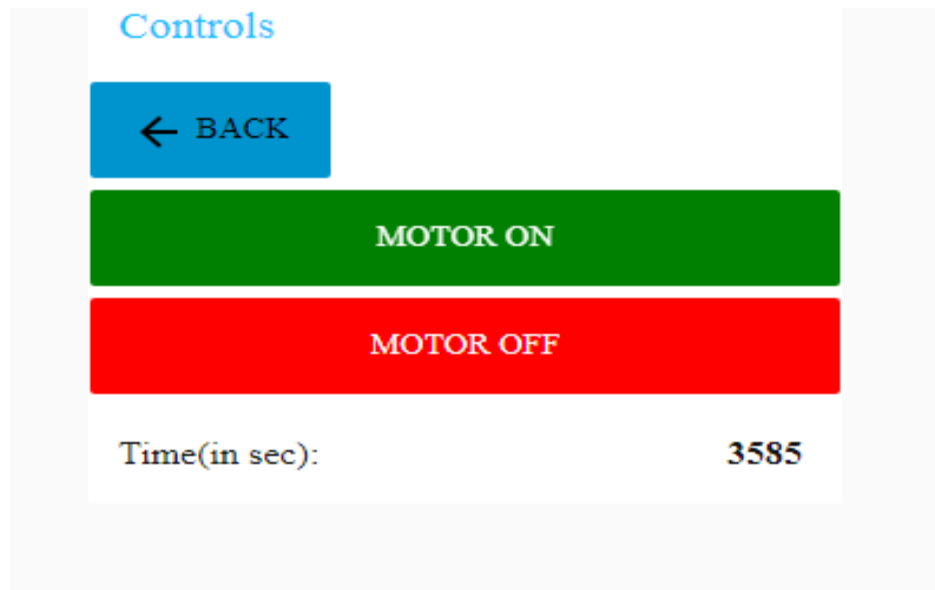 Controls
BACK
MOTOR ON
MOTOR OFF
Time(in sec): 3585